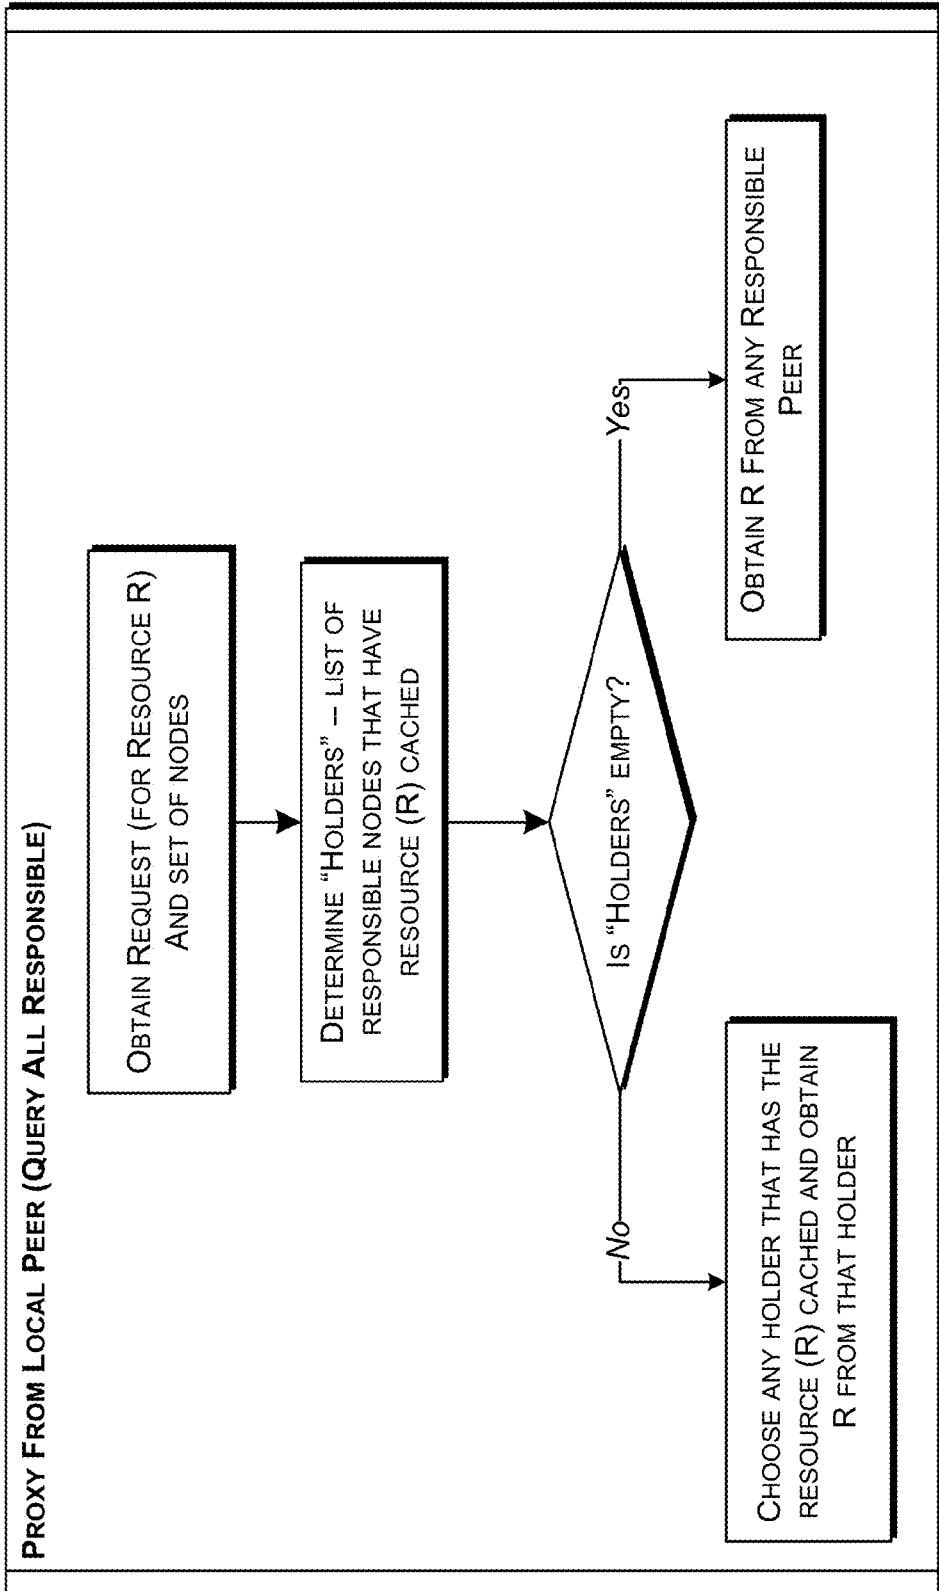 PROXY FROM LOCAL PEER (QUERY ALL RESPONSIBLE)
OBTAIN REQUEST (FOR RESOURCE R)
AND SET OF NODES
DETERMINE “HOLDERS” – LIST OF
RESPONSIBLE NODES THAT HAVE
RESOURCE (R) CACHED
IS “HOLDERS” EMPTY?
No
Yes
CHOOSE ANY HOLDER THAT HAS THE
RESOURCE (R) CACHED AND OBTAIN
R FROM THAT HOLDER
OBTAIN R FROM ANY RESPONSIBLE
PEER